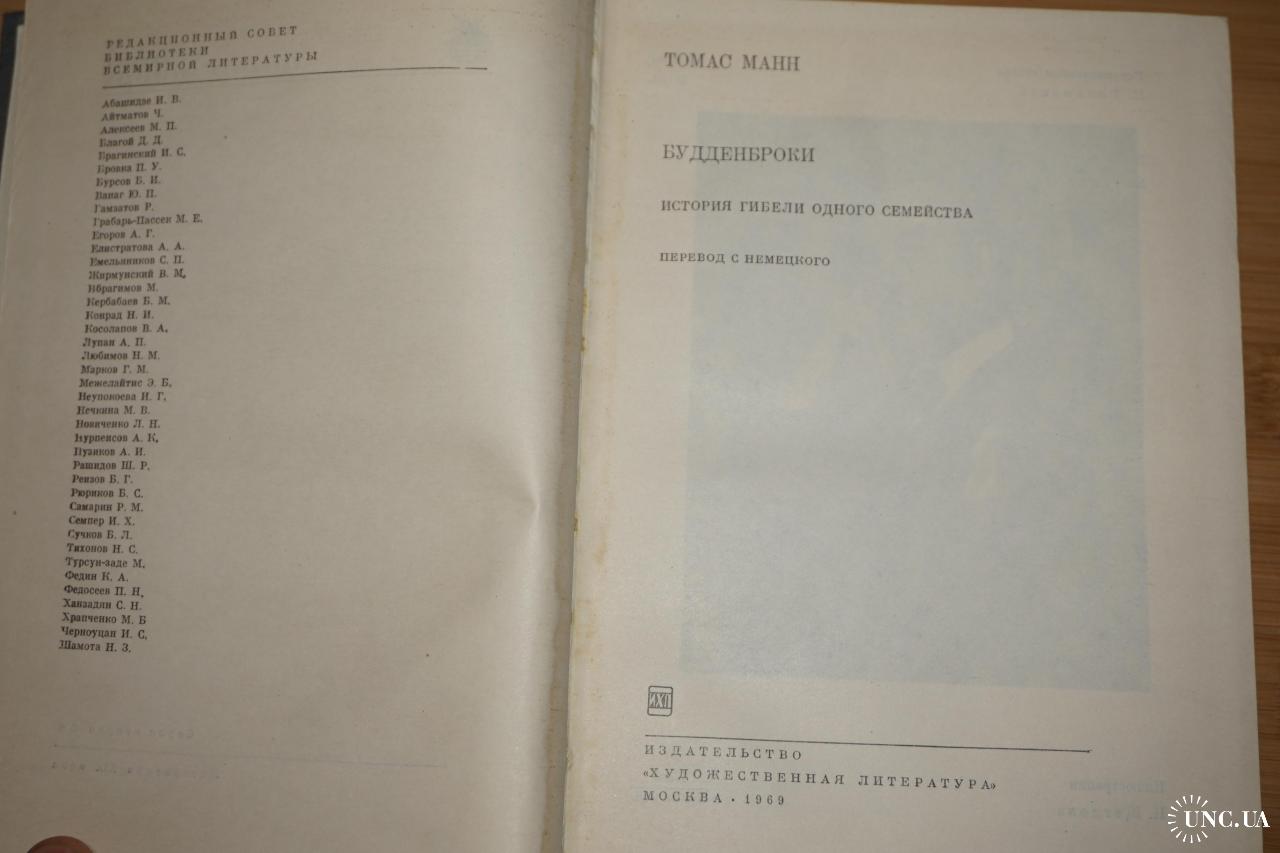 РЕДАКЦИОННЫЙ СОВЕТ
БИБЛИОТЕКИ
ВСЕМИРНОЙ ЛИТЕРАТУРЫ
Абашидзе И. В.
Айтматов Ч.
Алексеев М. П.
Благой Д. Д.
Брагинский И. С.
Бровка П. У.
Бурсов Б. И.
Ванаг Ю. П.
Гамзатов Р.
Грабарь-Пассек М. Е.
Егоров А. Г.
Елистратова А. А.
Емельяников С. П.
Жирмунский В. М.
Ибрагимов М.
Кербабаев Б. М.
Конрад Н. И.
Косолапов В. А.
Лупан А. П.
Любимов Н. М.
Марков Г. М.
Межелайтис Э. Б.
Неупокоева И. Г.
Нечкина М. В.
Новиченко Л. Н.
Нурпеисов А. К.
Пузиков А. И.
Рашидов Ш. Р.
Реизов Б. Г.
Рюриков Б. С.
Самарин Р. М.
Семпер И. Х.
Сучков Б. Л.
Тихонов Н. С.
Турсун-заде М.
Федин К. А.
Федосеев П. Н.
Ханзадян С. Н.
Храпченко М. Б
Черноуцан И. С.
Шамота Н. З.
ТОМАС МАНН
БУДДЕНБРОКИ
ИСТОРИЯ ГИБЕЛИ ОДНОГО СЕМЕЙСТВА
ПЕРЕВОД С НЕМЕЦКОГО
ИХЛ
ИЗДАТЕЛЬСТВО
«ХУДОЖЕСТВЕННАЯ ЛИТЕРАТУРА»
МОСКВА · 1969
UNC.UA